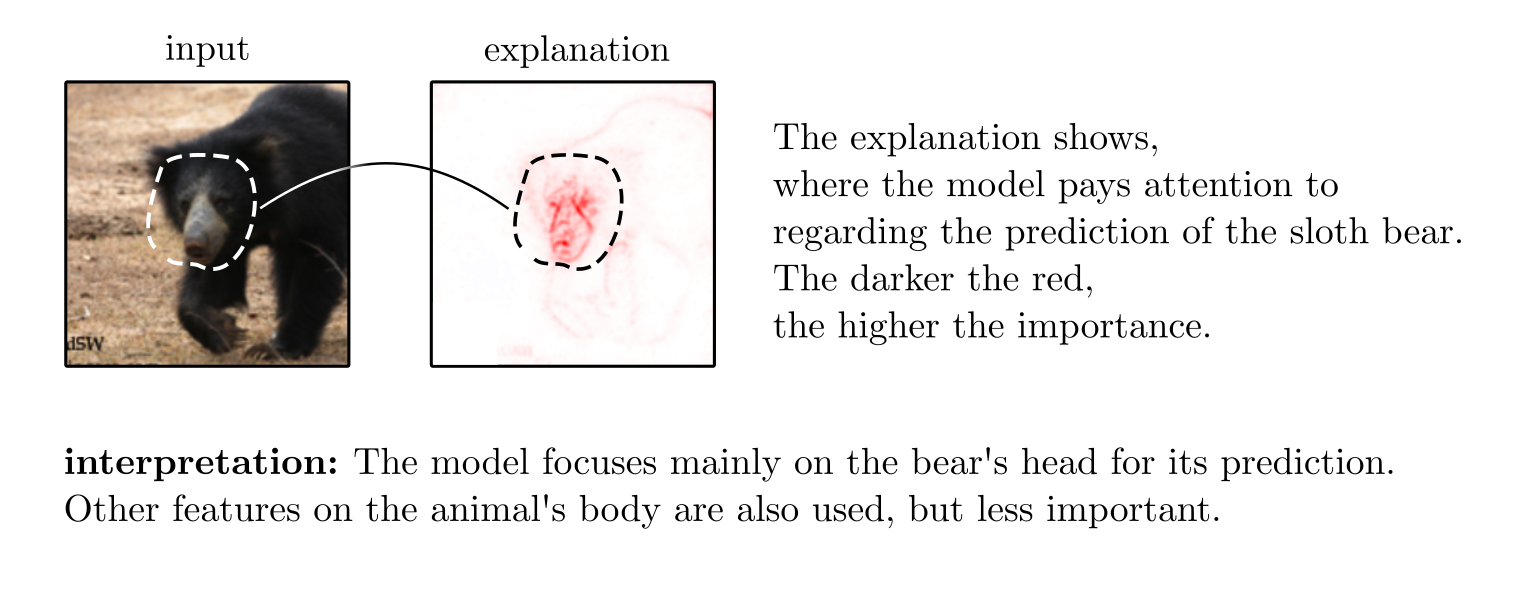 input
explanation
The explanation shows,
where the model pays attention to
regarding the prediction of the sloth bear.
The darker the red,
the higher the importance.
dSW
interpretation: The model focuses mainly on the bear's head for its prediction.
Other features on the animal's body are also used, but less important.